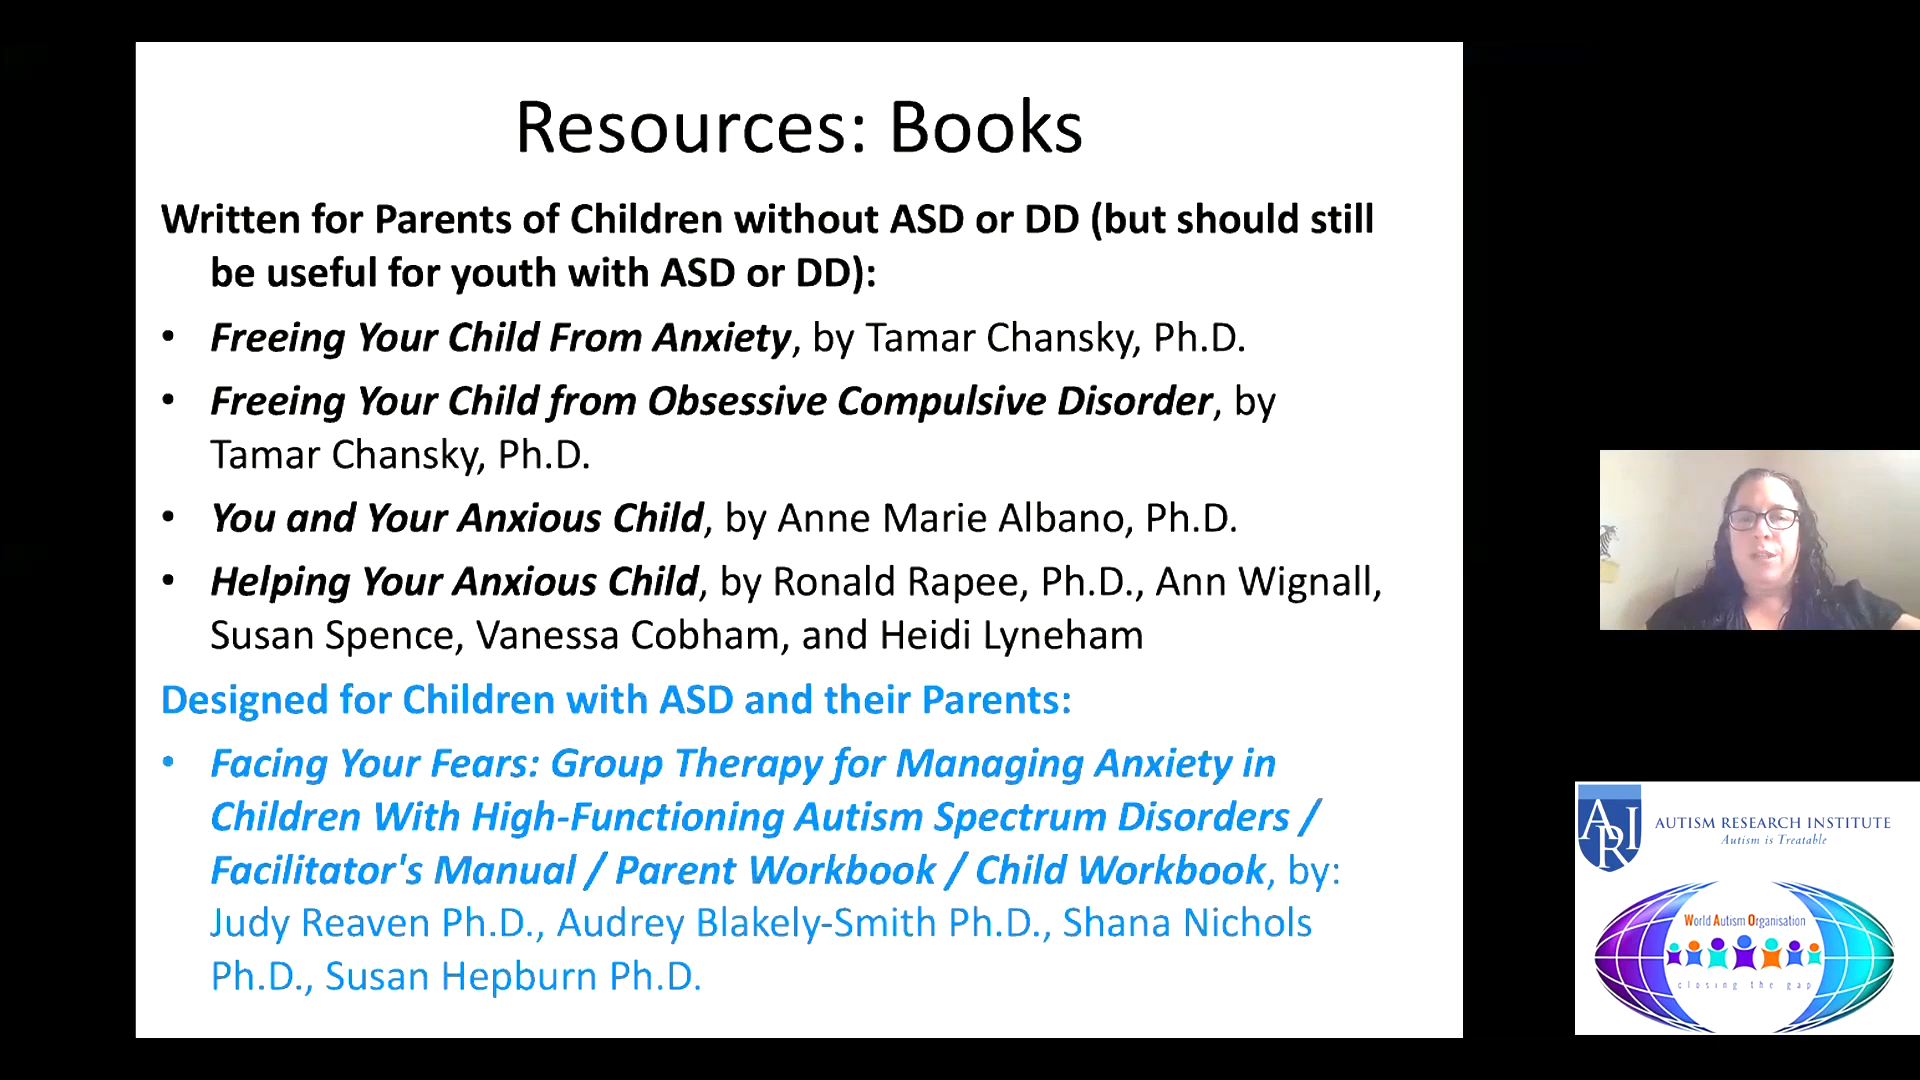 Resources: Books
Written for Parents of Children without ASD or DD (but should still
be useful for youth with ASD or DD):
• Freeing Your Child From Anxiety, by Tamar Chansky, Ph.D.
• Freeing Your Child from Obsessive Compulsive Disorder, by
Tamar Chansky, Ph.D.
• You and Your Anxious Child, by Anne Marie Albano, Ph.D.
• Helping Your Anxious Child, by Ronald Rapee, Ph.D., Ann Wignall,
Susan Spence, Vanessa Cobham, and Heidi Lyneham
Designed for Children with ASD and their Parents:
• Facing Your Fears: Group Therapy for Managing Anxiety in
Children With High-Functioning Autism Spectrum Disorders /
Facilitator's Manual / Parent Workbook / Child Workbook, by:
Judy Reaven Ph.D., Audrey Blakely-Smith Ph.D., Shana Nichols
Ph.D., Susan Hepburn Ph.D.
ARI
AUTISM RESEARCH INSTITUTE
Autism is Treatable
World Autism Organisation
closing the gap